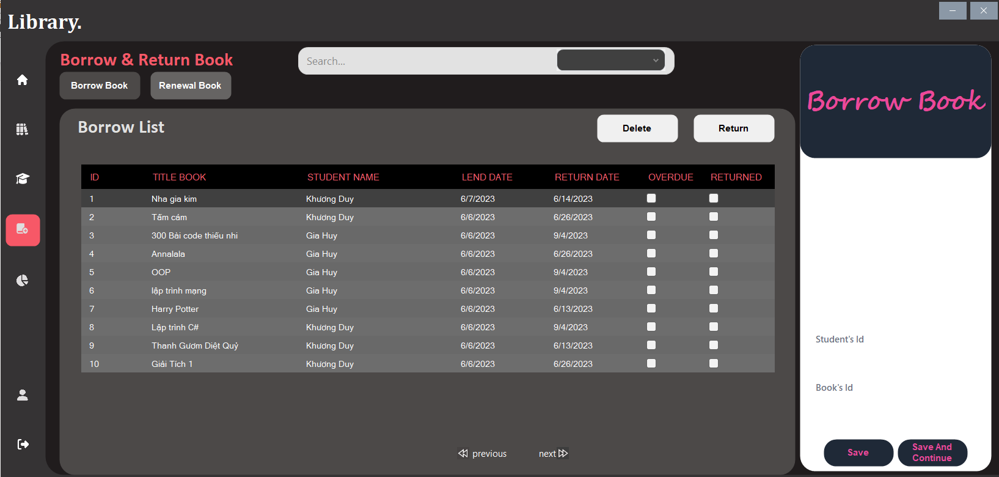 Library.
Borrow & Return Book
Search...
Borrow Book
Renewal Book
Borrow List
Delete
Return
ID TITLE BOOK STUDENT NAME LEND DATE RETURN DATE OVERDUE RETURNED
1 Nha gia kim Khương Duy 6/7/2023 6/14/2023
2 Tấm cám Khương Duy 6/6/2023 6/26/2023
3 300 Bài code thiếu nhi Gia Huy 6/6/2023 9/4/2023
4 Annalala Gia Huy 6/6/2023 6/26/2023
5 OOP Gia Huy 6/6/2023 9/4/2023
6 lập trình mạng Gia Huy 6/6/2023 9/4/2023
7 Harry Potter Gia Huy 6/6/2023 6/13/2023
8 Lập trình C# Khương Duy 6/6/2023 9/4/2023
9 Thanh Gươm Diệt Quỷ Khương Duy 6/6/2023 6/13/2023
10 Giải Tích 1 Khương Duy 6/6/2023 6/26/2023
previous
next
Borrow Book
Student's Id
Book's Id
Save
Save And
Continue